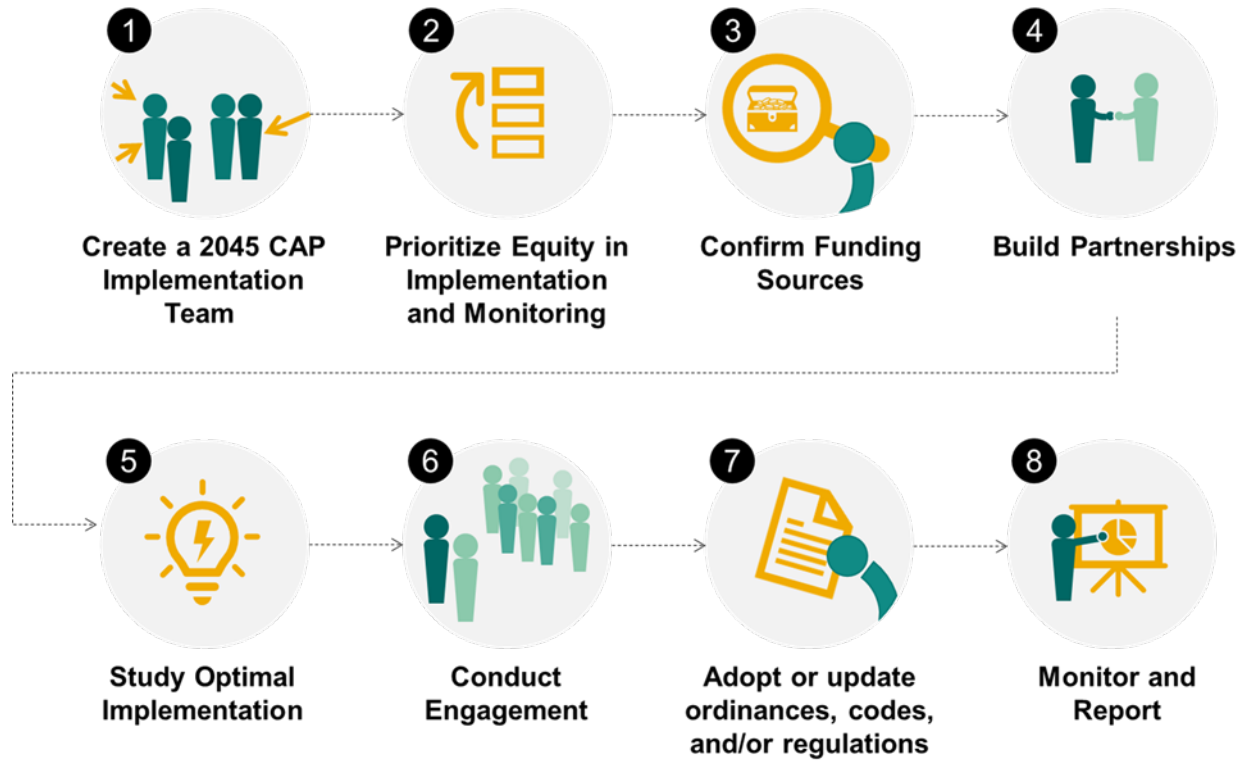 1
Create a 2045 CAP
Implementation
Team
2
Prioritize Equity in
Implementation
and Monitoring
3
Confirm Funding
Sources
4
Build Partnerships
5
Study Optimal
Implementation
6
Conduct
Engagement
7
Adopt or update
ordinances, codes,
and/or regulations
8
Monitor and
Report